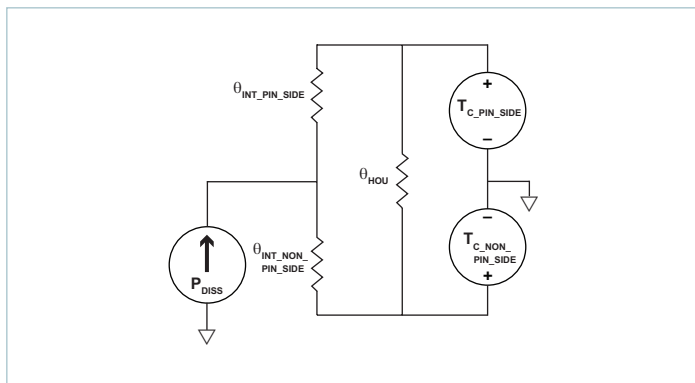 θINT_PIN_SIDE
+
TC_PIN_SIDE
–
θHOU
–
TC_NON_
PIN_SIDE
+
θINT_NON_
PIN_SIDE
PDISS